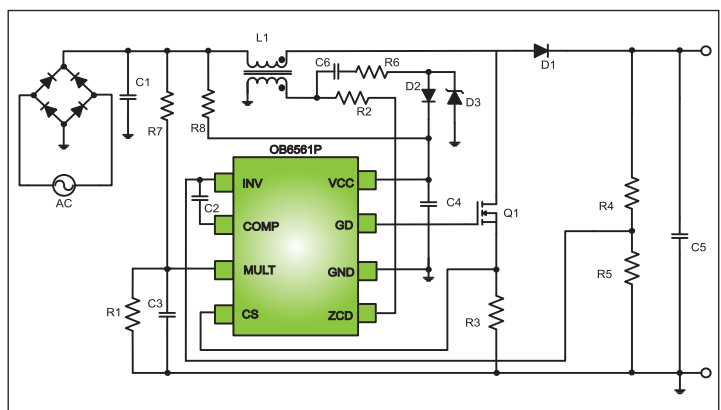 L1
C6
R6
D1
C1
D2
D3
R7
R8
R2
OB6561P
AC
INV
VCC
C2
C4
R4
COMP
GD
Q1
C5
MULT
GND
R5
R1
C3
CS
ZCD
R3